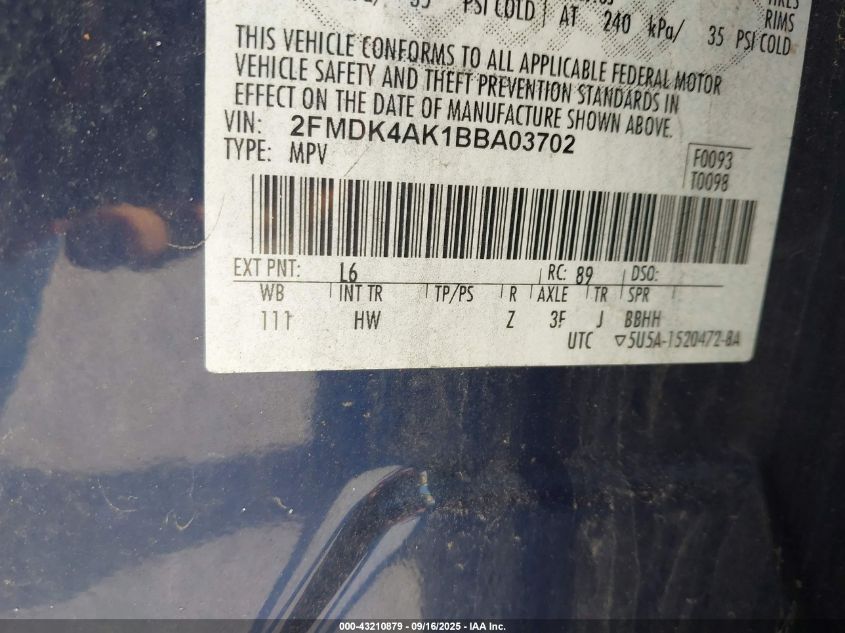 35 PSI COLD AT 240 kPa/ 35 PSI COLD
RIMS
THIS VEHICLE CONFORMS TO ALL APPLICABLE FEDERAL MOTOR
VEHICLE SAFETY AND THEFT PREVENTION STANDARDS IN
EFFECT ON THE DATE OF MANUFACTURE SHOWN ABOVE.
VIN: 2FMDK4AK1BBA03702
TYPE: MPV
F0093
T0098
EXT PNT: L6 RC: 89 DSO:
WB INT TR TP/PS R AXLE TR SPR
111 HW Z 3F J BBHH
UTC ▽5U5A-1520472-BA
000-43210879 - 09/16/2025 - IAA Inc.